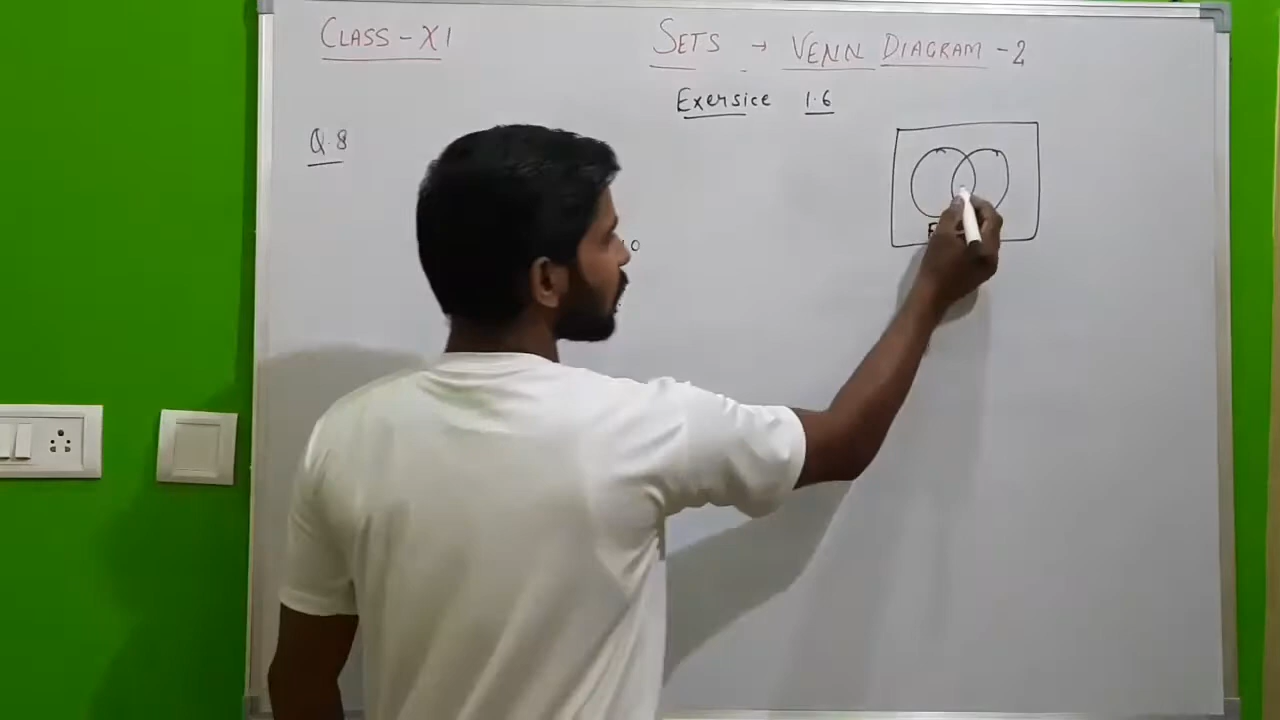 CLASS - XI
SETS → VENN DIAGRAM - 2
Exersice 1.6
Q.8